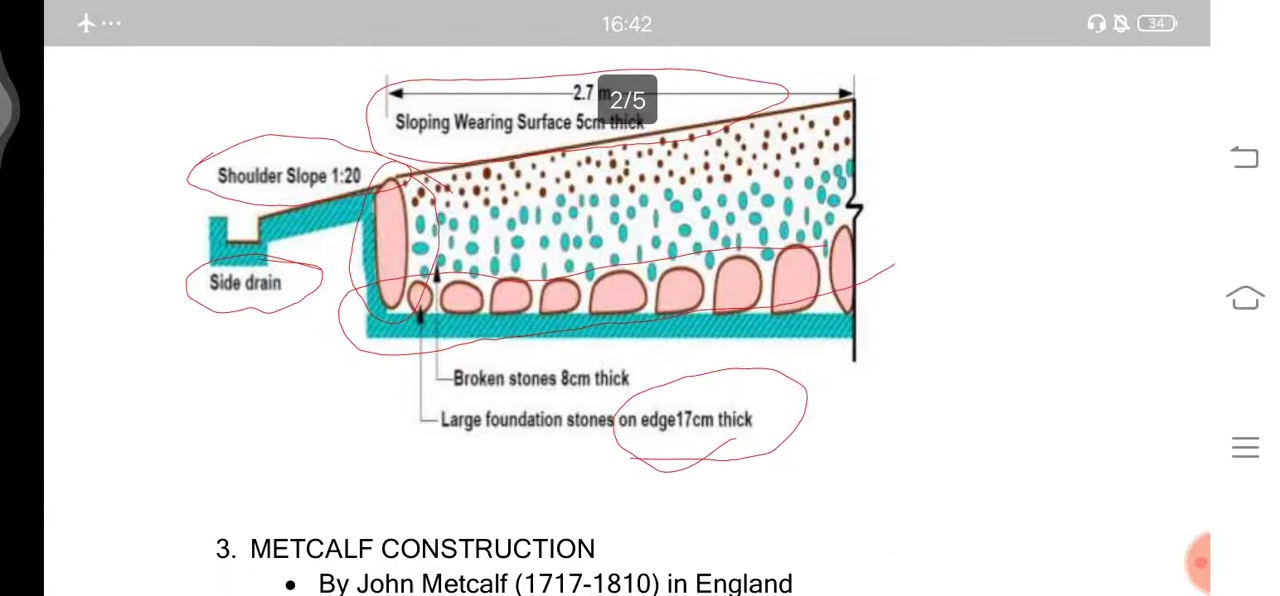 16:42
34
2.7 m
2/5
Sloping Wearing Surface 5cm thick
Shoulder Slope 1:20
Side drain
Broken stones 8cm thick
Large foundation stones on edge17cm thick
3. METCALF CONSTRUCTION
• By John Metcalf (1717-1810) in England